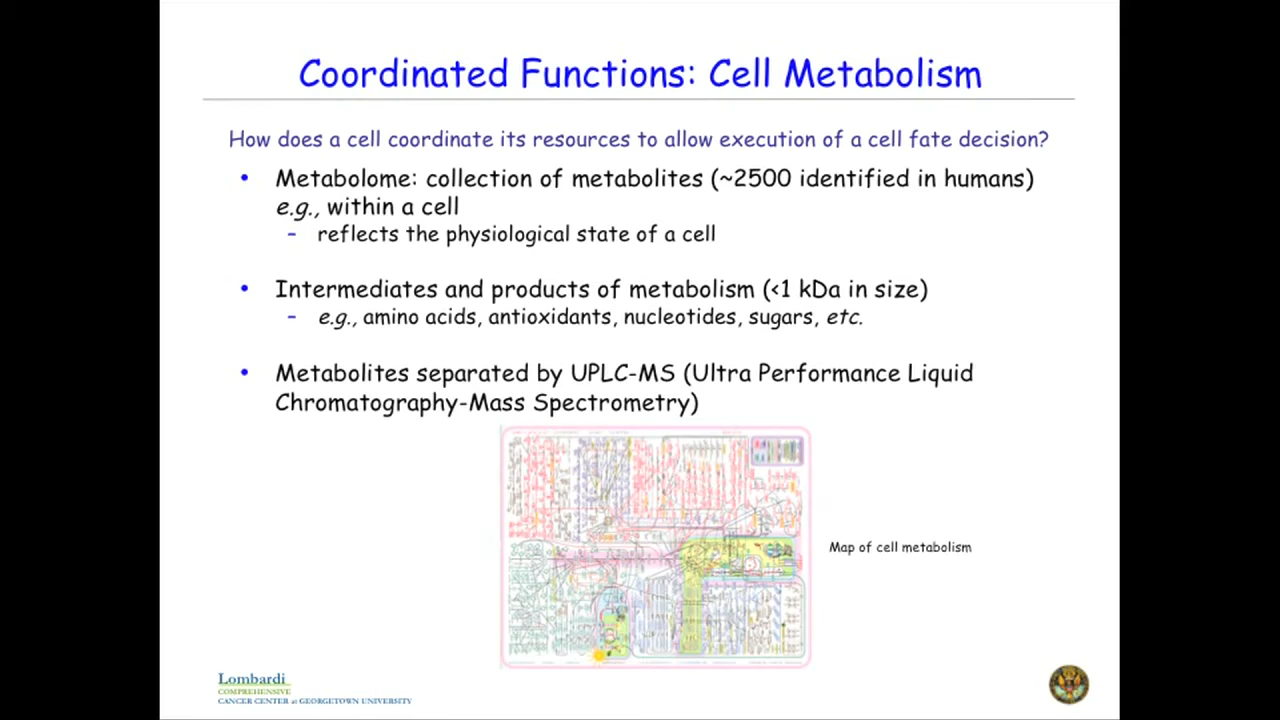 Coordinated Functions: Cell Metabolism
How does a cell coordinate its resources to allow execution of a cell fate decision?
• Metabolome: collection of metabolites (~2500 identified in humans)
e.g., within a cell
– reflects the physiological state of a cell
• Intermediates and products of metabolism (<1 kDa in size)
– e.g., amino acids, antioxidants, nucleotides, sugars, etc.
• Metabolites separated by UPLC-MS (Ultra Performance Liquid
Chromatography-Mass Spectrometry)
Map of cell metabolism
Lombardi
COMPREHENSIVE
CANCER CENTER at GEORGETOWN UNIVERSITY